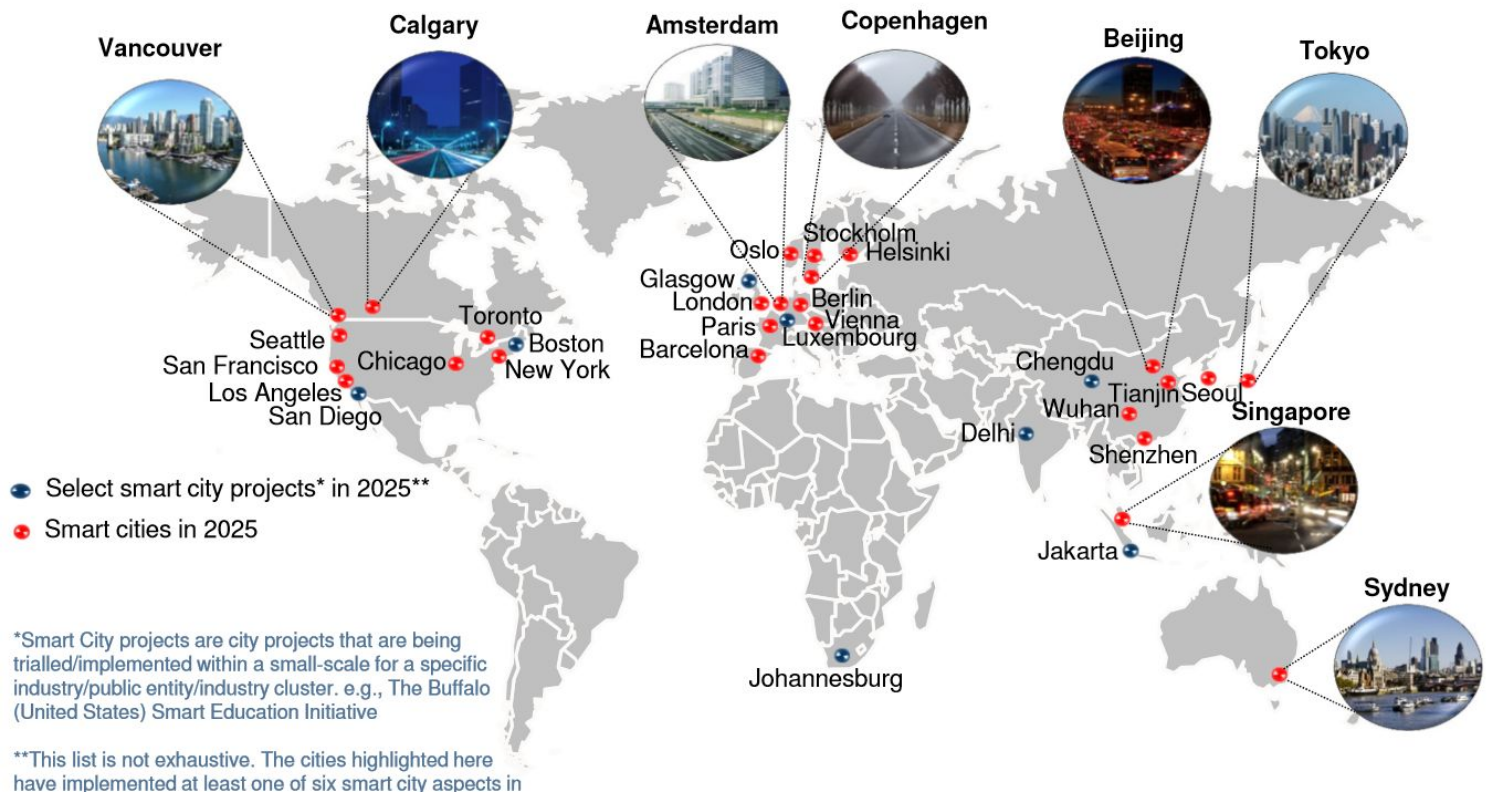 Vancouver
Calgary
Amsterdam
Copenhagen
Beijing
Tokyo
Oslo
Stockholm
Helsinki
Glasgow
London
Berlin
Paris
Vienna
Luxembourg
Barcelona
Seattle
San Francisco
Los Angeles
San Diego
Chicago
Toronto
Boston
New York
Chengdu
Tianjin
Seoul
Wuhan
Shenzhen
Delhi
Singapore
Jakarta
Johannesburg
Sydney
Select smart city projects* in 2025**
Smart cities in 2025
*Smart City projects are city projects that are being
trialled/implemented within a small-scale for a specific
industry/public entity/industry cluster. e.g., The Buffalo
(United States) Smart Education Initiative
**This list is not exhaustive. The cities highlighted here
have implemented at least one of six smart city aspects in